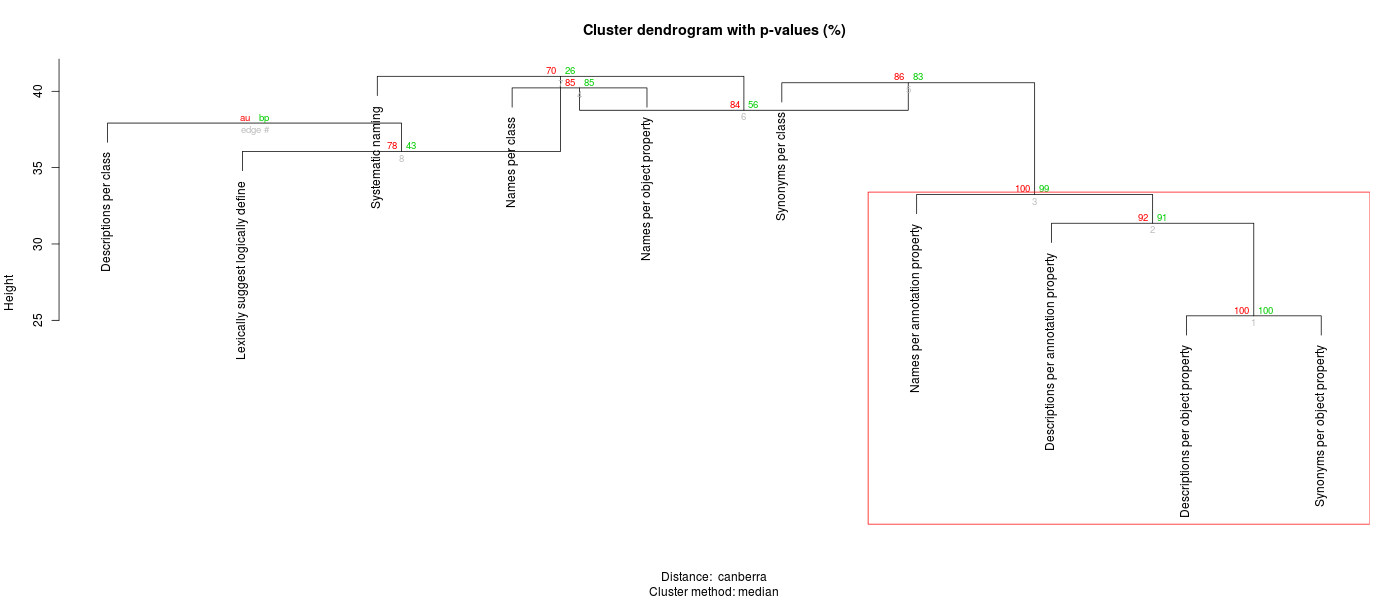 Cluster dendrogram with p-values (%)
Height
40
35
30
25
au bp
edge #
70 26
85 85
4
86 83
5
84 56
6
78 43
8
100 99
3
92 91
2
100 100
1
Descriptions per class
Lexically suggest logically define
Systematic naming
Names per class
Names per object property
Synonyms per class
Names per annotation property
Descriptions per annotation property
Descriptions per object property
Synonyms per object property
Distance: canberra
Cluster method: median